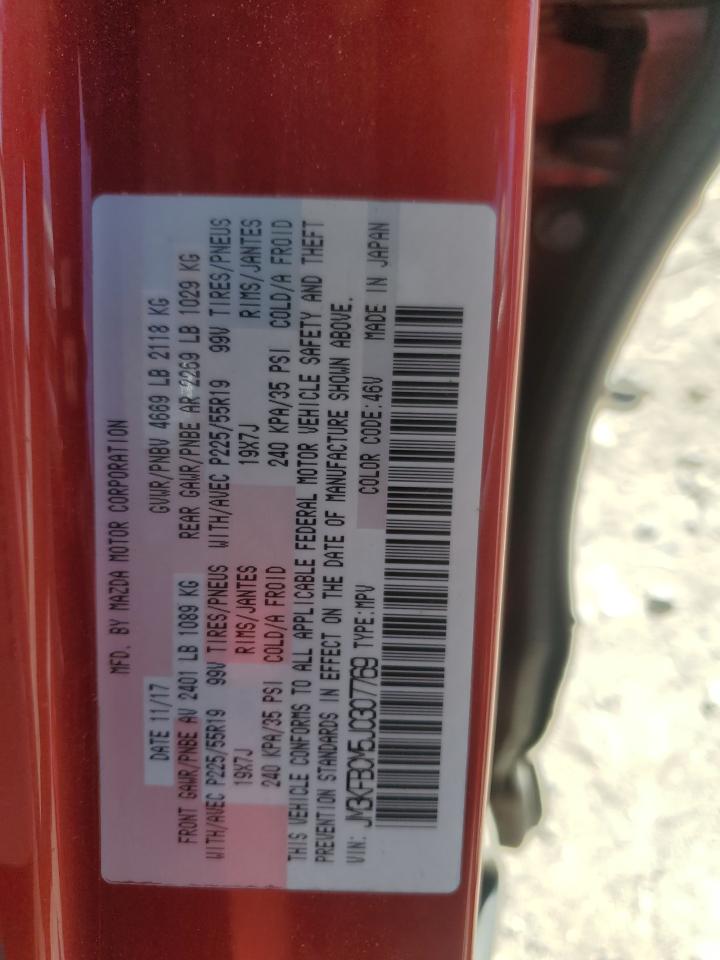 MFD. BY MAZDA MOTOR CORPORATION
DATE 11/17 GVWR/PNBV 4669 LB 2118 KG
FRONT GAWR/PNBE AV 2401 LB 1089 KG REAR GAWR/PNBE AR 2269 LB 1029 KG
WITH/AVEC P225/55R19 99V TIRES/PNEUS WITH/AVEC P225/55R19 99V TIRES/PNEUS
19X7J RIMS/JANTES 19X7J RIMS/JANTES
240 KPA/35 PSI COLD/A FROID 240 KPA/35 PSI COLD/A FROID
THIS VEHICLE CONFORMS TO ALL APPLICABLE FEDERAL MOTOR VEHICLE SAFETY AND THEFT
PREVENTION STANDARDS IN EFFECT ON THE DATE OF MANUFACTURE SHOWN ABOVE.
VIN: JM3KFBCM5J0307769 TYPE:MPV COLOR CODE:46V MADE IN JAPAN